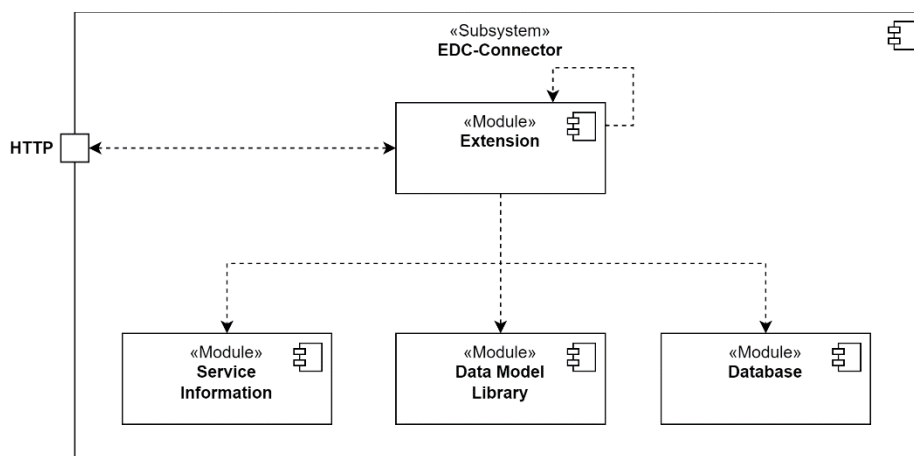 «Subsystem»
EDC-Connector
«Module»
Extension
HTTP
«Module»
Service
Information
«Module»
Data Model
Library
«Module»
Database